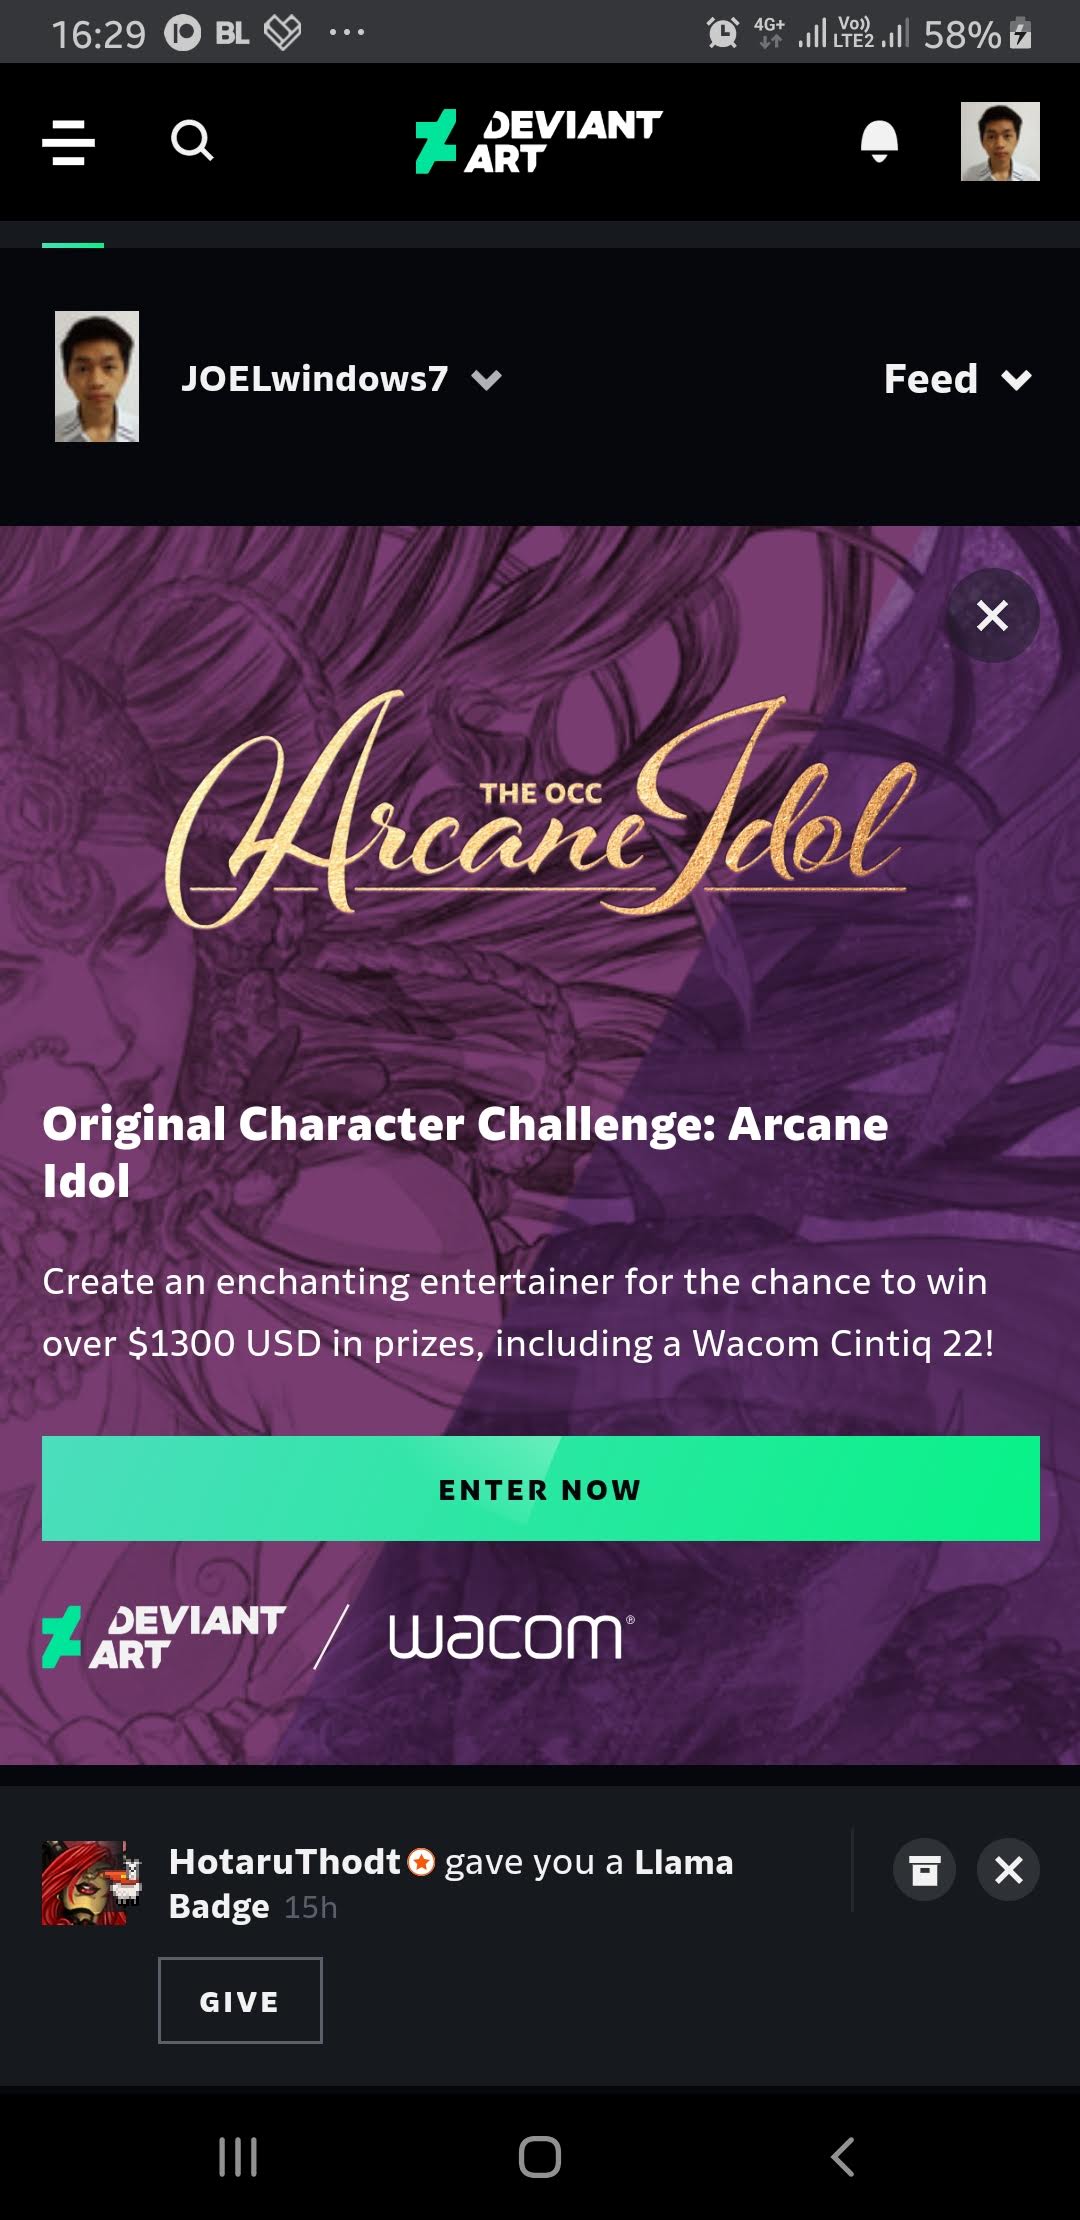 16:29 BL 4G+ Vo)) LTE2 58%
DEVIANT
ART
JOELwindows7 Feed
THE OCC
Arcane Idol
Original Character Challenge: Arcane
Idol
Create an enchanting entertainer for the chance to win
over $1300 USD in prizes, including a Wacom Cintiq 22!
ENTER NOW
DEVIANT
ART
wacom®
HotaruThodt gave you a Llama
Badge 15h
GIVE